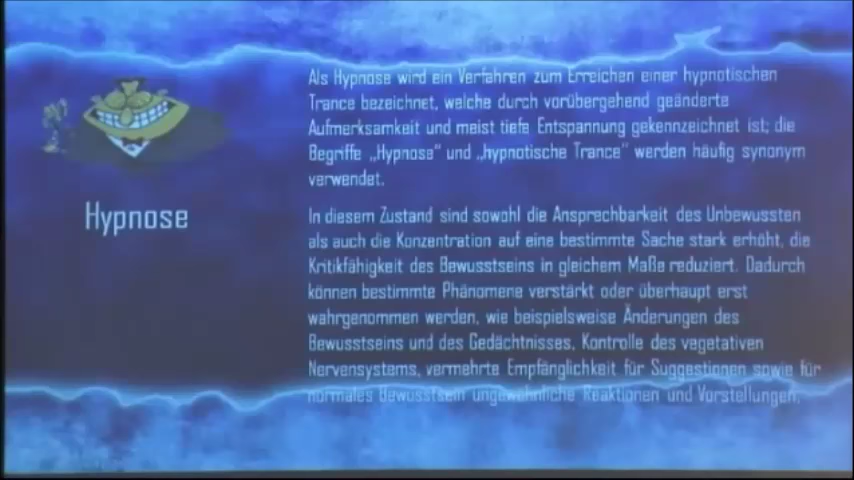 Hypnose
Als Hypnose wird ein Verfahren zum Erreichen einer hypnotischen
Trance bezeichnet, welche durch vorübergehend geänderte
Aufmerksamkeit und meist tiefe Entspannung gekennzeichnet ist; die
Begriffe „Hypnose“ und „hypnotische Trance“ werden häufig synonym
verwendet.
In diesem Zustand sind sowohl die Ansprechbarkeit des Unbewussten
als auch die Konzentration auf eine bestimmte Sache stark erhöht, die
Kritikfähigkeit des Bewusstseins in gleichem Maße reduziert. Dadurch
können bestimmte Phänomene verstärkt oder überhaupt erst
wahrgenommen werden, wie beispielsweise Änderungen des
Bewusstseins und des Gedächtnisses, Kontrolle des vegetativen
Nervensystems, vermehrte Empfänglichkeit für Suggestionen sowie für
normales Bewusstsein ungewöhnliche Reaktionen und Vorstellungen.